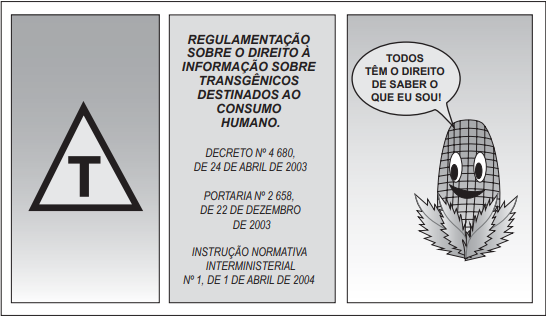 T
REGULAMENTAÇÃO
SOBRE O DIREITO À
INFORMAÇÃO SOBRE
TRANSGÊNICOS
DESTINADOS AO
CONSUMO
HUMANO.
DECRETO Nº 4 680,
DE 24 DE ABRIL DE 2003
PORTARIA Nº 2 658,
DE 22 DE DEZEMBRO
DE 2003
INSTRUÇÃO NORMATIVA
INTERMINISTERIAL
Nº 1, DE 1 DE ABRIL DE 2004
TODOS
TÊM O DIREITO
DE SABER O
QUE EU SOU!